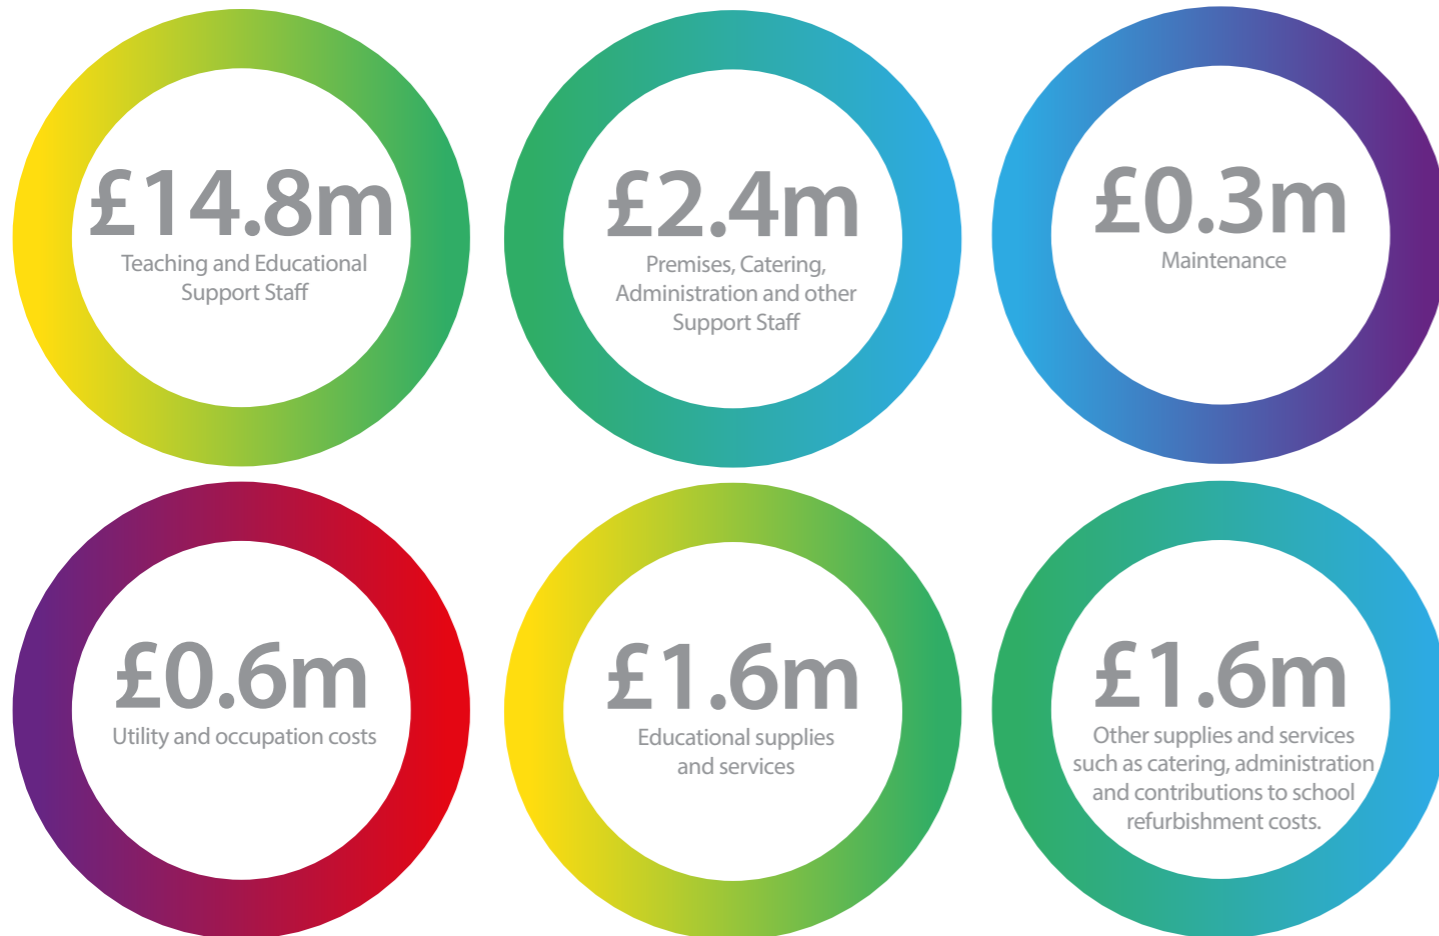 £14.8m
Teaching and Educational
Support Staff
£2.4m
Premises, Catering,
Administration and other
Support Staff
£0.3m
Maintenance
£0.6m
Utility and occupation costs
£1.6m
Educational supplies
and services
£1.6m
Other supplies and services
such as catering, administration
and contributions to school
refurbishment costs.